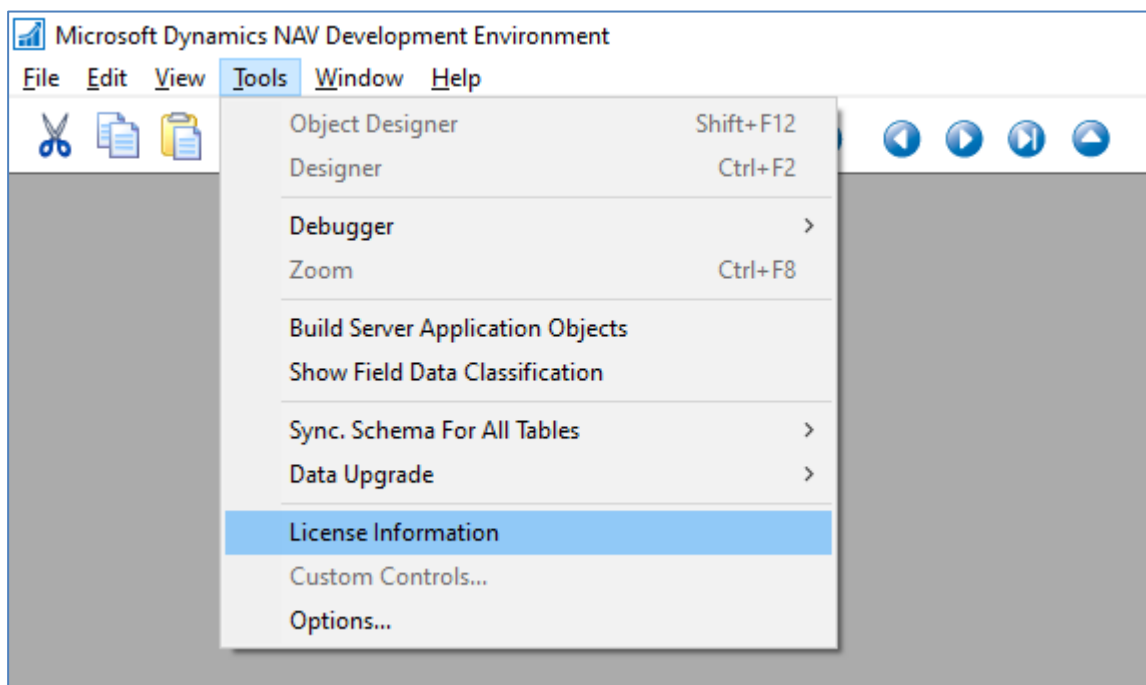 Microsoft Dynamics NAV Development Environment
File Edit View Tools Window Help
Object Designer Shift+F12
Designer Ctrl+F2
Debugger
Zoom Ctrl+F8
Build Server Application Objects
Show Field Data Classification
Sync. Schema For All Tables
Data Upgrade
License Information
Custom Controls...
Options...